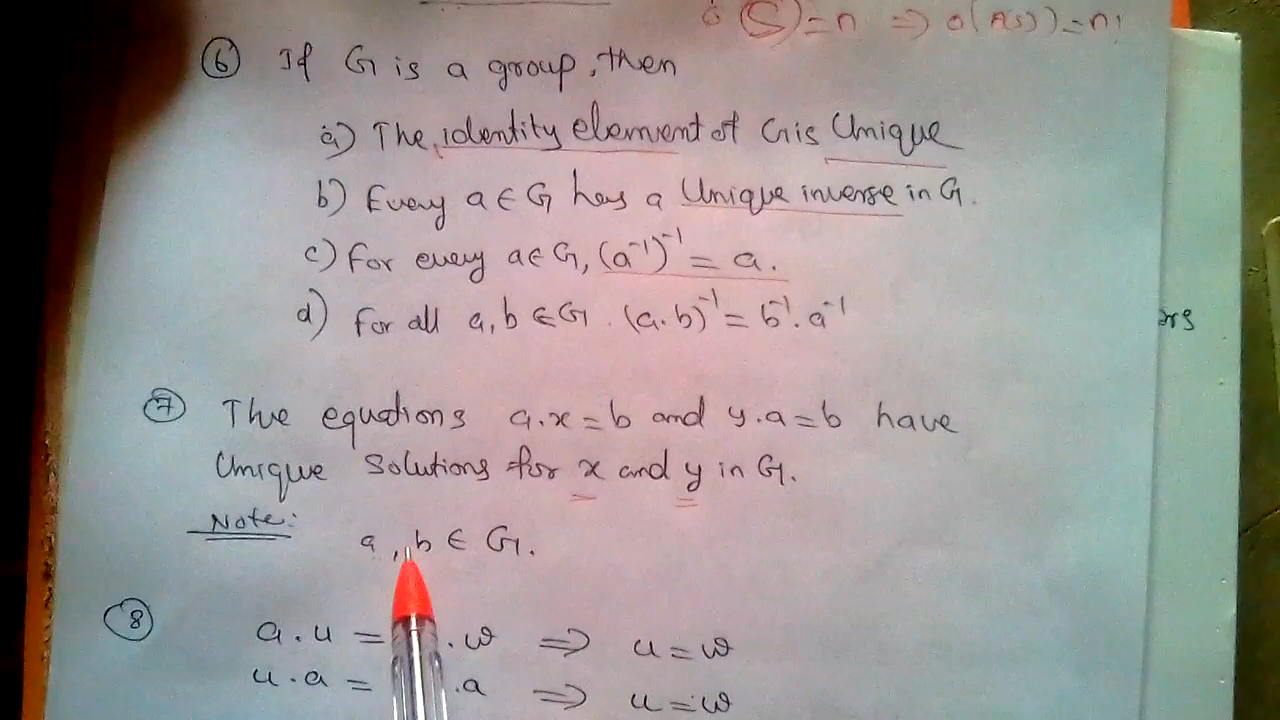 o(S)=n ⇒ o(A(S))=n!
⑥ If G is a group, then
a) The identity element of G is Unique
b) Every a ∈ G has a Unique inverse in G.
c) For every a ∈ G, (a⁻¹)⁻¹ = a.
d) For all a, b ∈ G. (a.b)⁻¹ = b⁻¹. a⁻¹
ors
⑦ The equations a.x=b and y.a=b have
Unique Solutions for x and y in G.
Note:
a, b ∈ G.
⑧ a.u = .w ⇒ u=w
u.a = .a ⇒ u=w